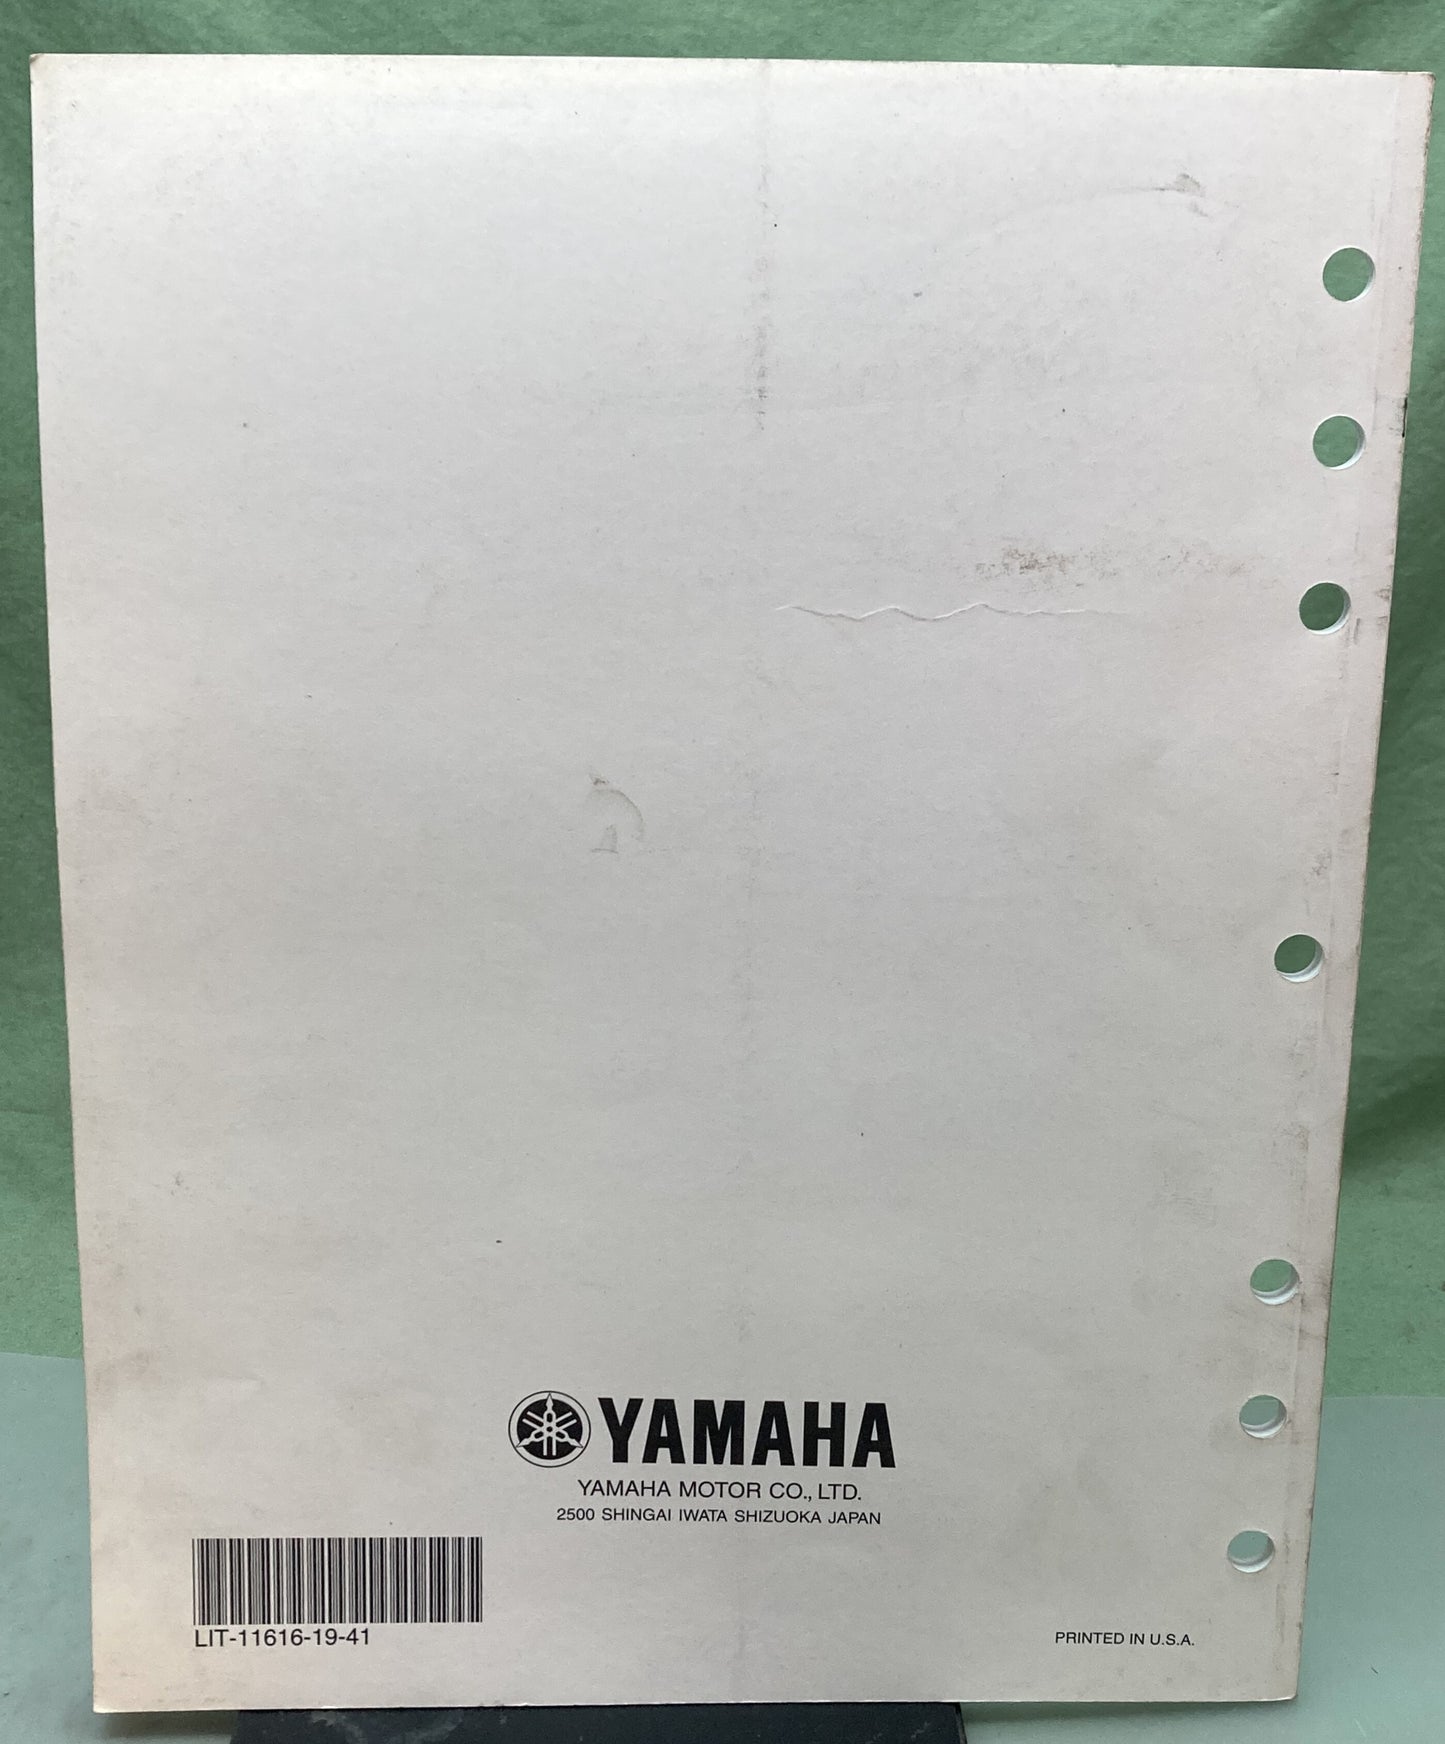 YAMAHA
YAMAHA MOTOR CO., LTD.
2500 SHINGAI IWATA SHIZUOKA JAPAN
LIT-11616-19-41
PRINTED IN U.S.A.